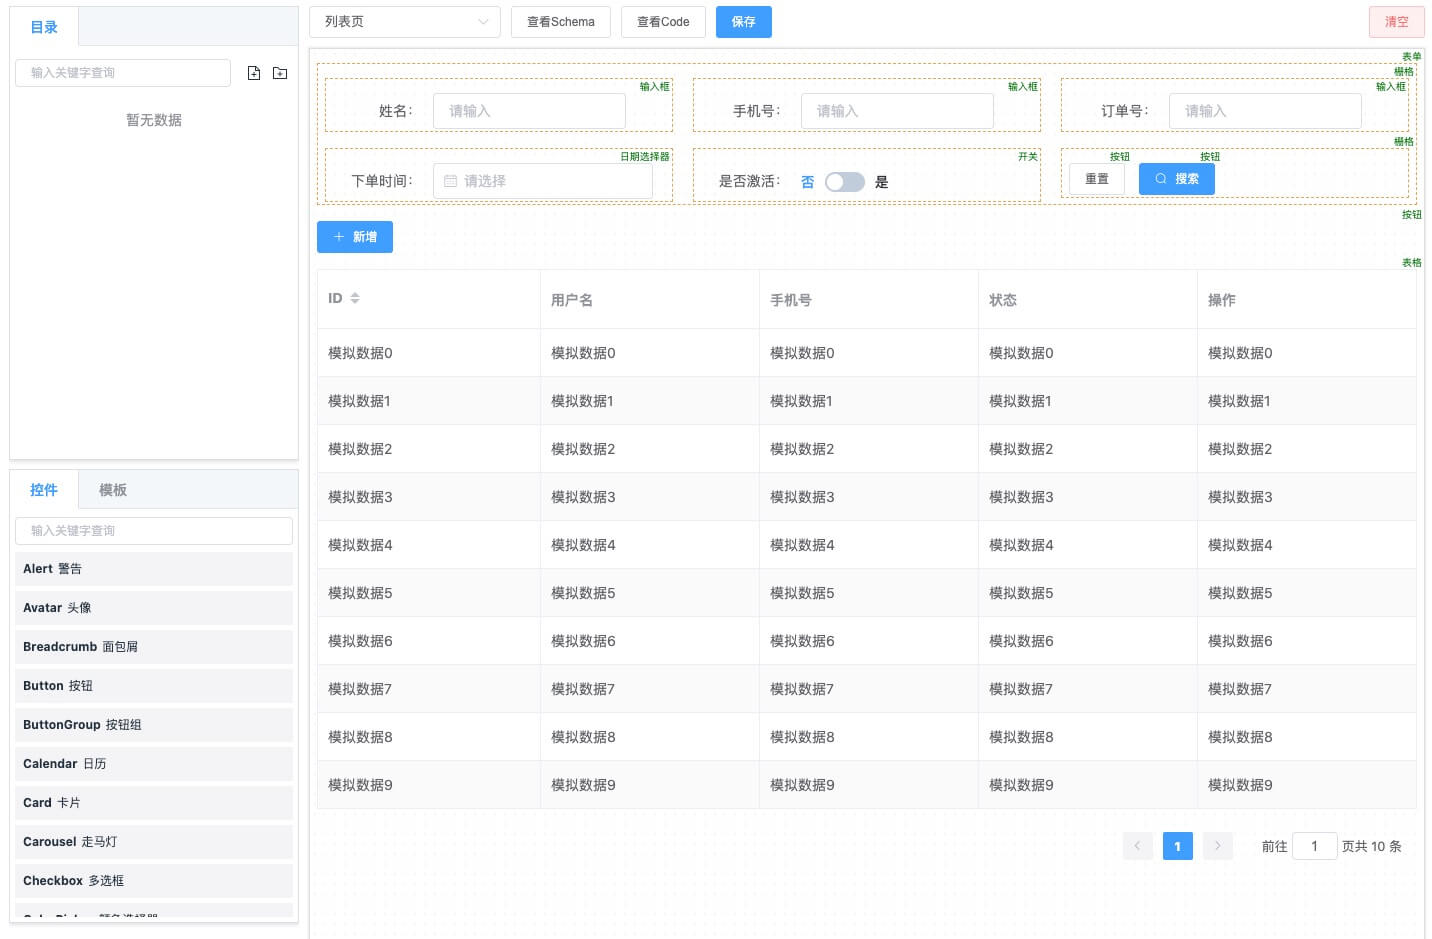 目录
输入关键字查询
暂无数据
控件 模板
输入关键字查询
Alert 警告
Avatar 头像
Breadcrumb 面包屑
Button 按钮
ButtonGroup 按钮组
Calendar 日历
Card 卡片
Carousel 走马灯
Checkbox 多选框
列表页 查看Schema 查看Code 保存 清空
表单
栅格
输入框 输入框 输入框
姓名: 请输入 手机号: 请输入 订单号: 请输入
栅格
日期选择器 开关 按钮 按钮
下单时间: 请选择 是否激活: 否 是 重置 搜索
按钮
新增
表格
ID 用户名 手机号 状态 操作
模拟数据0 模拟数据0 模拟数据0 模拟数据0 模拟数据0
模拟数据1 模拟数据1 模拟数据1 模拟数据1 模拟数据1
模拟数据2 模拟数据2 模拟数据2 模拟数据2 模拟数据2
模拟数据3 模拟数据3 模拟数据3 模拟数据3 模拟数据3
模拟数据4 模拟数据4 模拟数据4 模拟数据4 模拟数据4
模拟数据5 模拟数据5 模拟数据5 模拟数据5 模拟数据5
模拟数据6 模拟数据6 模拟数据6 模拟数据6 模拟数据6
模拟数据7 模拟数据7 模拟数据7 模拟数据7 模拟数据7
模拟数据8 模拟数据8 模拟数据8 模拟数据8 模拟数据8
模拟数据9 模拟数据9 模拟数据9 模拟数据9 模拟数据9
1 前往 1 页共 10 条